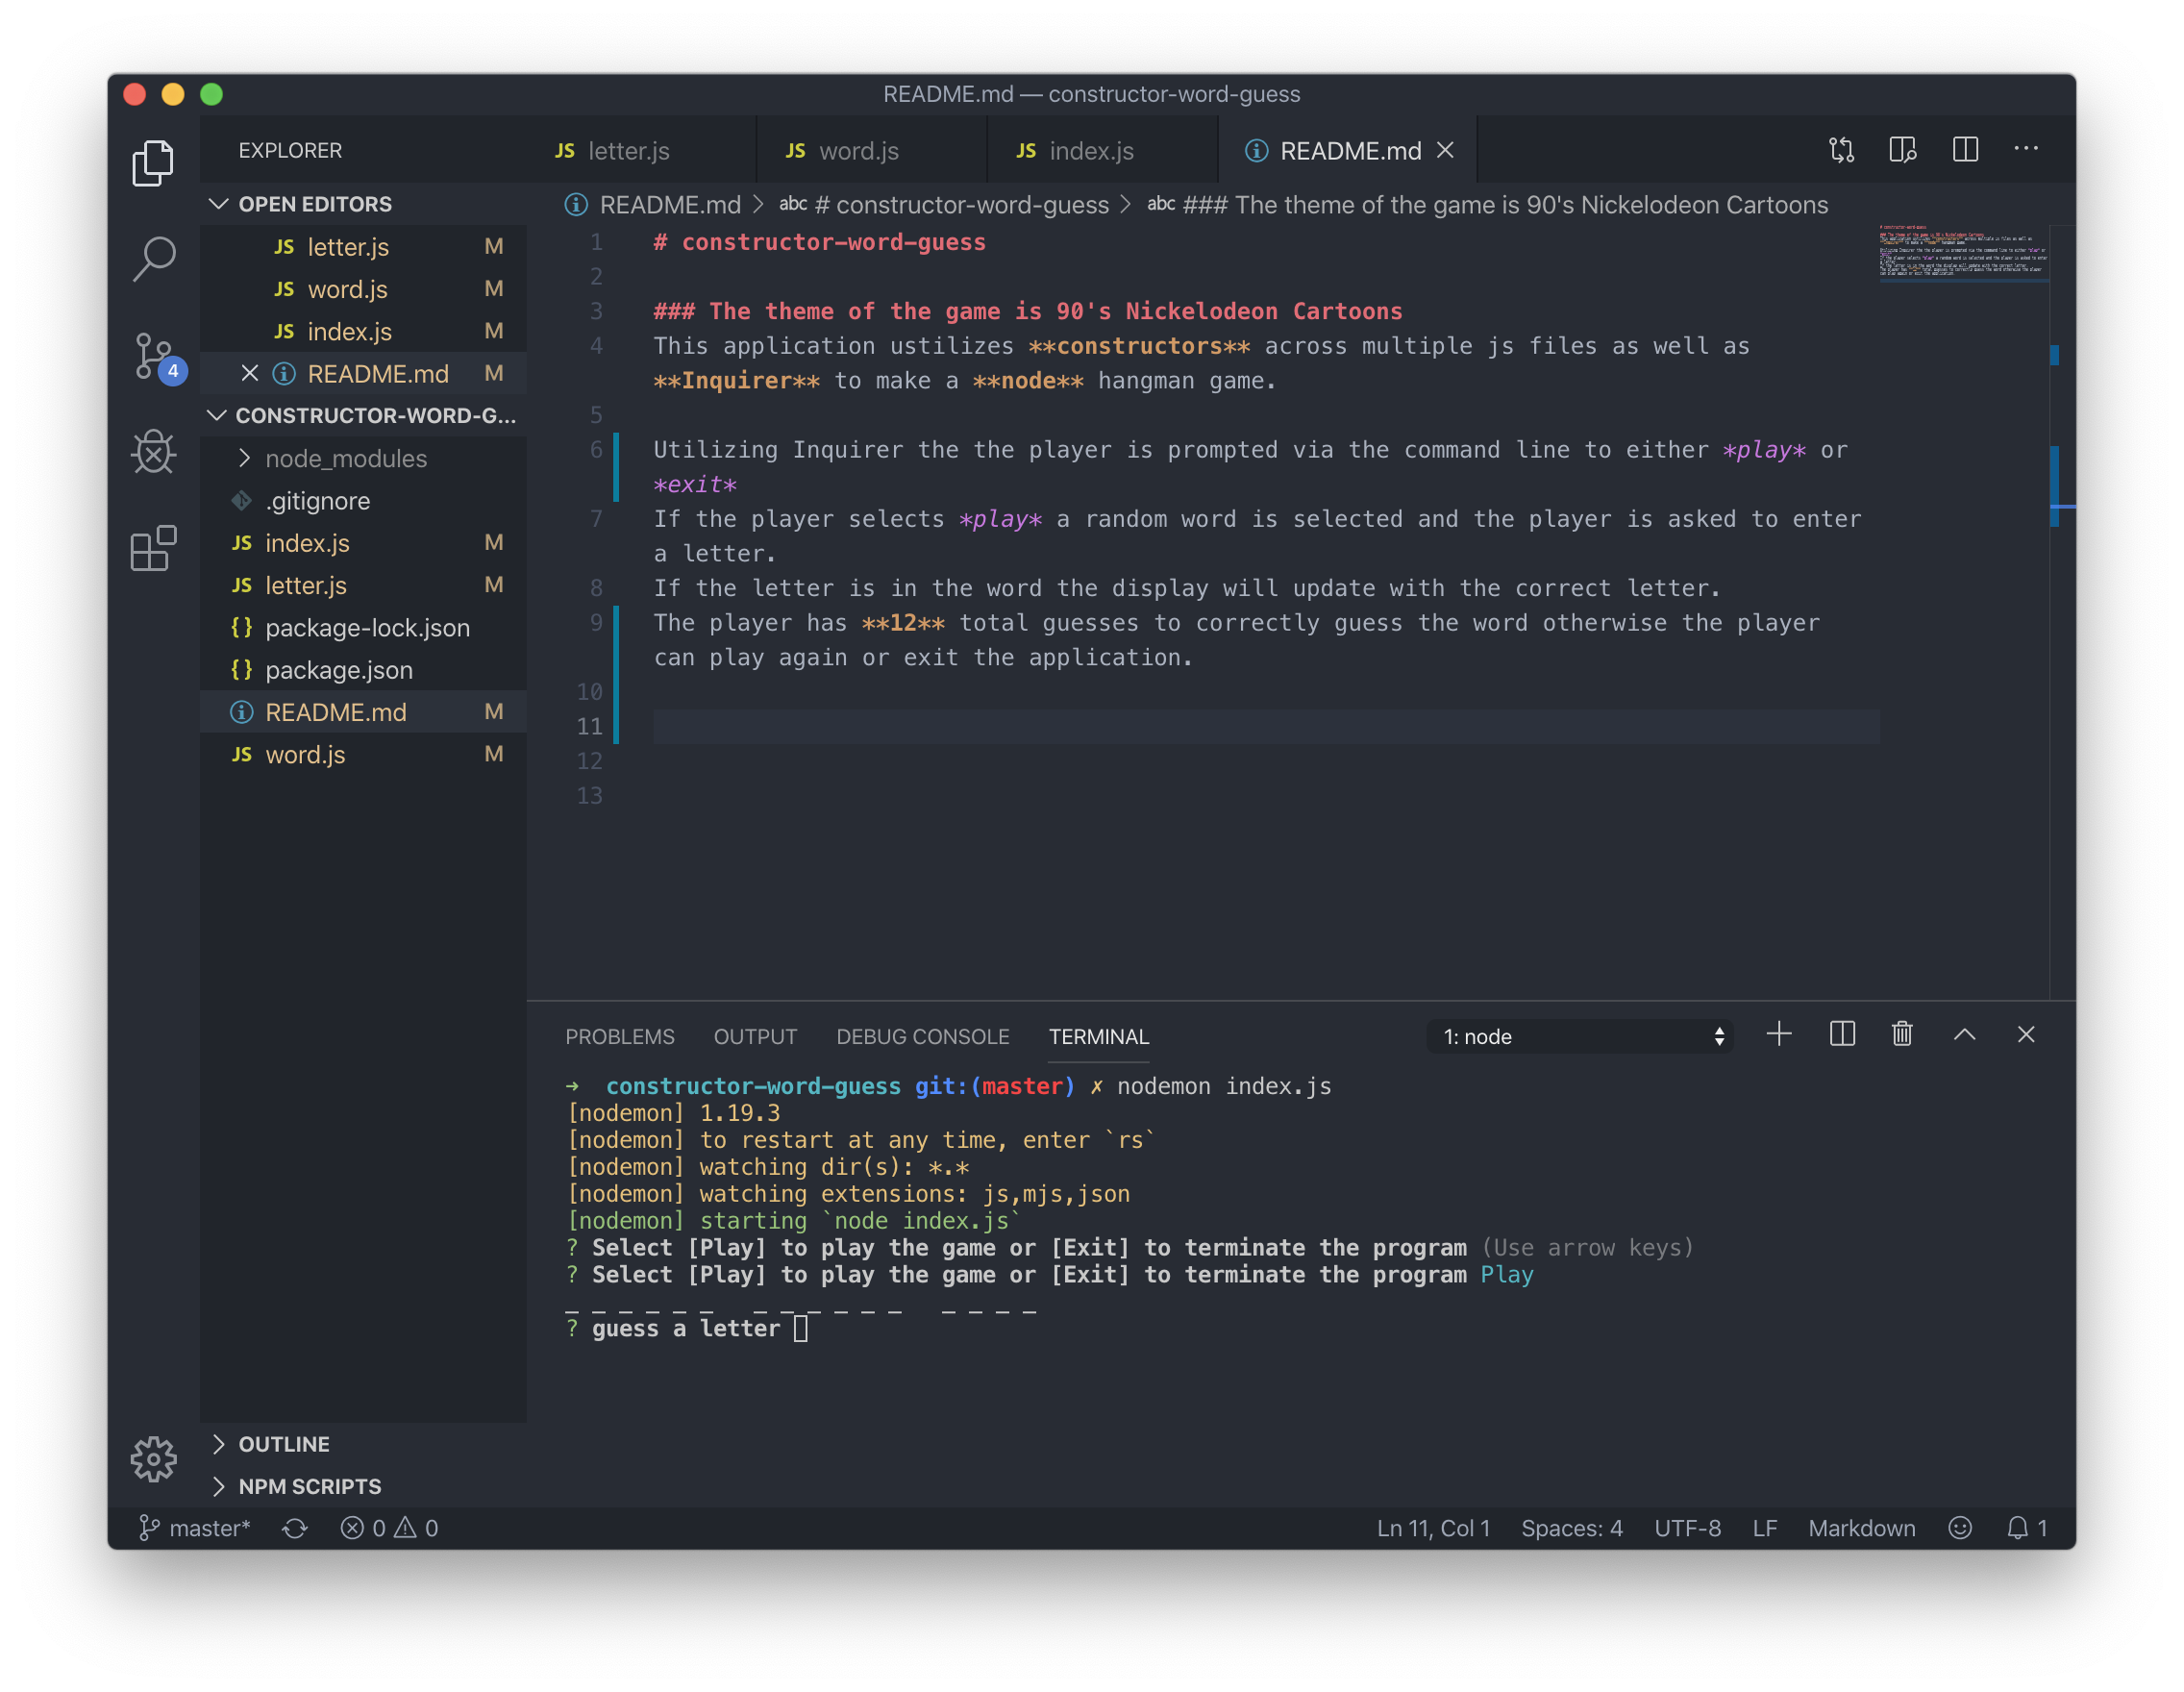 README.md — constructor-word-guess
EXPLORER
JS letter.js
JS word.js
JS index.js
README.md
OPEN EDITORS
JS letter.js M
JS word.js M
JS index.js M
README.md M
CONSTRUCTOR-WORD-G...
node_modules
.gitignore
JS index.js M
JS letter.js M
{} package-lock.json
{} package.json
README.md M
JS word.js M
OUTLINE
NPM SCRIPTS
4
README.md > abc # constructor-word-guess > abc ### The theme of the game is 90's Nickelodeon Cartoons
1 # constructor-word-guess
2
3 ### The theme of the game is 90's Nickelodeon Cartoons
4 This application ustilizes **constructors** across multiple js files as well as
**Inquirer** to make a **node** hangman game.
5
6 Utilizing Inquirer the the player is prompted via the command line to either *play* or
*exit*
7 If the player selects *play* a random word is selected and the player is asked to enter
a letter.
8 If the letter is in the word the display will update with the correct letter.
9 The player has **12** total guesses to correctly guess the word otherwise the player
can play again or exit the application.
10
11
12
13
PROBLEMS OUTPUT DEBUG CONSOLE TERMINAL 1: node
➜ constructor-word-guess git:(master) ✗ nodemon index.js
[nodemon] 1.19.3
[nodemon] to restart at any time, enter `rs`
[nodemon] watching dir(s): *.*
[nodemon] watching extensions: js,mjs,json
[nodemon] starting `node index.js`
? Select [Play] to play the game or [Exit] to terminate the program (Use arrow keys)
? Select [Play] to play the game or [Exit] to terminate the program Play
_ _ _ _ _ _   _ _ _ _ _ _   _ _ _ _
? guess a letter
master* 0 0 Ln 11, Col 1 Spaces: 4 UTF-8 LF Markdown 1